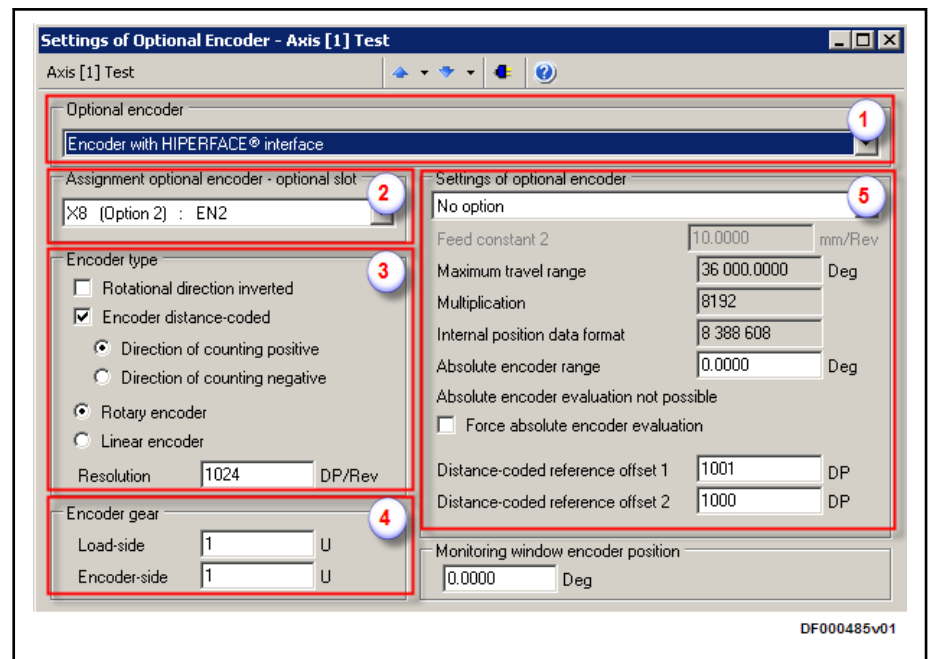 Settings of Optional Encoder - Axis [1] Test
Axis [1] Test
Optional encoder
1
Encoder with HIPERFACE® interface
Assignment optional encoder - optional slot
2
X8 (Option 2) : EN2
Encoder type
3
Rotational direction inverted
Encoder distance-coded
Direction of counting positive
Direction of counting negative
Rotary encoder
Linear encoder
Resolution 1024 DP/Rev
Encoder gear
4
Load-side 1 U
Encoder-side 1 U
Settings of optional encoder
5
No option
Feed constant 2 10.0000 mm/Rev
Maximum travel range 36 000.0000 Deg
Multiplication 8192
Internal position data format 8 388 608
Absolute encoder range 0.0000 Deg
Absolute encoder evaluation not possible
Force absolute encoder evaluation
Distance-coded reference offset 1 1001 DP
Distance-coded reference offset 2 1000 DP
Monitoring window encoder position
0.0000 Deg
DF000485v01